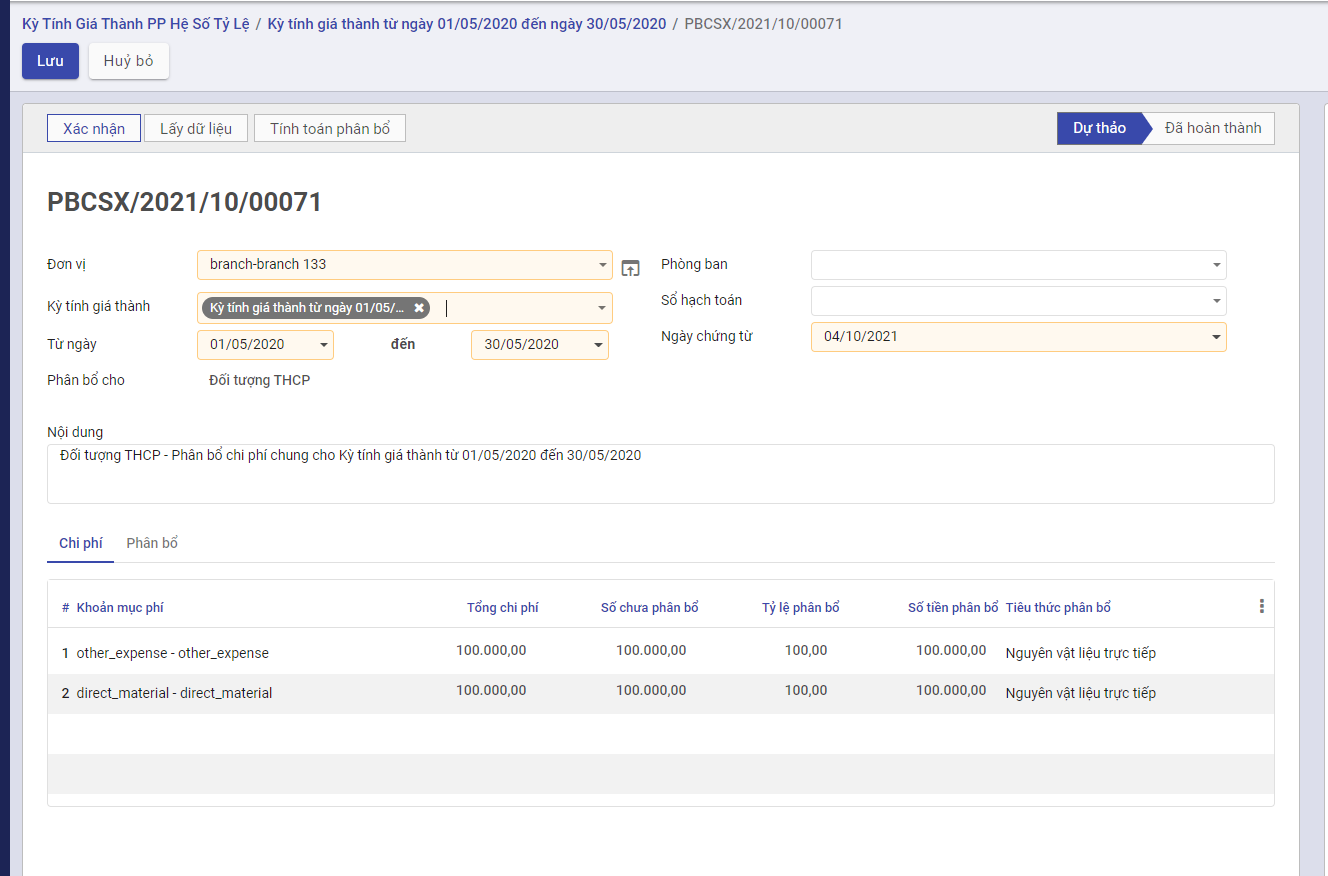 Kỳ Tính Giá Thành PP Hệ Số Tỷ Lệ / Kỳ tính giá thành từ ngày 01/05/2020 đến ngày 30/05/2020 / PBCSX/2021/10/00071
Lưu Huỷ bỏ
Xác nhận Lấy dữ liệu Tính toán phân bổ Dự thảo Đã hoàn thành
PBCSX/2021/10/00071
Đơn vị branch-branch 133 Phòng ban
Kỳ tính giá thành Kỳ tính giá thành từ ngày 01/05/... Sổ hạch toán
Từ ngày 01/05/2020 đến 30/05/2020 Ngày chứng từ 04/10/2021
Phân bổ cho Đối tượng THCP
Nội dung
Đối tượng THCP - Phân bổ chi phí chung cho Kỳ tính giá thành từ 01/05/2020 đến 30/05/2020
Chi phí Phân bổ
# Khoản mục phí Tổng chi phí Số chưa phân bổ Tỷ lệ phân bổ Số tiền phân bổ Tiêu thức phân bổ
1 other_expense - other_expense 100.000,00 100.000,00 100,00 100.000,00 Nguyên vật liệu trực tiếp
2 direct_material - direct_material 100.000,00 100.000,00 100,00 100.000,00 Nguyên vật liệu trực tiếp